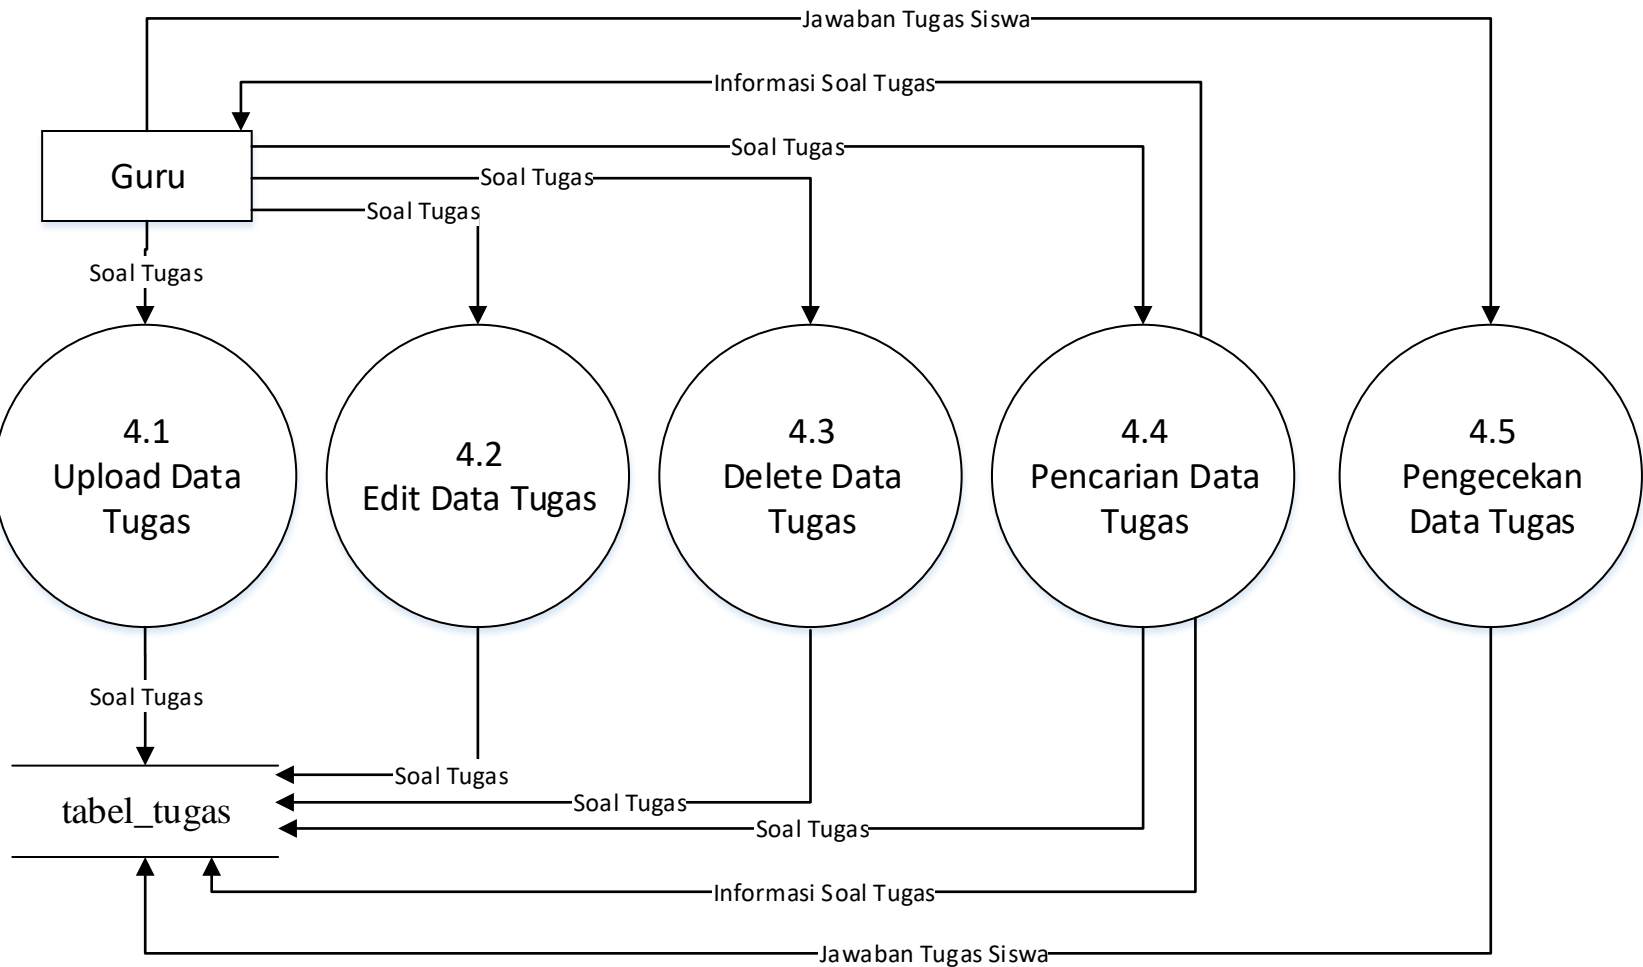 Jawaban Tugas Siswa
Informasi Soal Tugas
Soal Tugas
Guru
Soal Tugas
Soal Tugas
Soal Tugas
4.1
Upload Data
Tugas
4.2
Edit Data Tugas
4.3
Delete Data
Tugas
4.4
Pencarian Data
Tugas
4.5
Pengecekan
Data Tugas
Soal Tugas
Soal Tugas
tabel_tugas
Soal Tugas
Soal Tugas
Informasi Soal Tugas
Jawaban Tugas Siswa